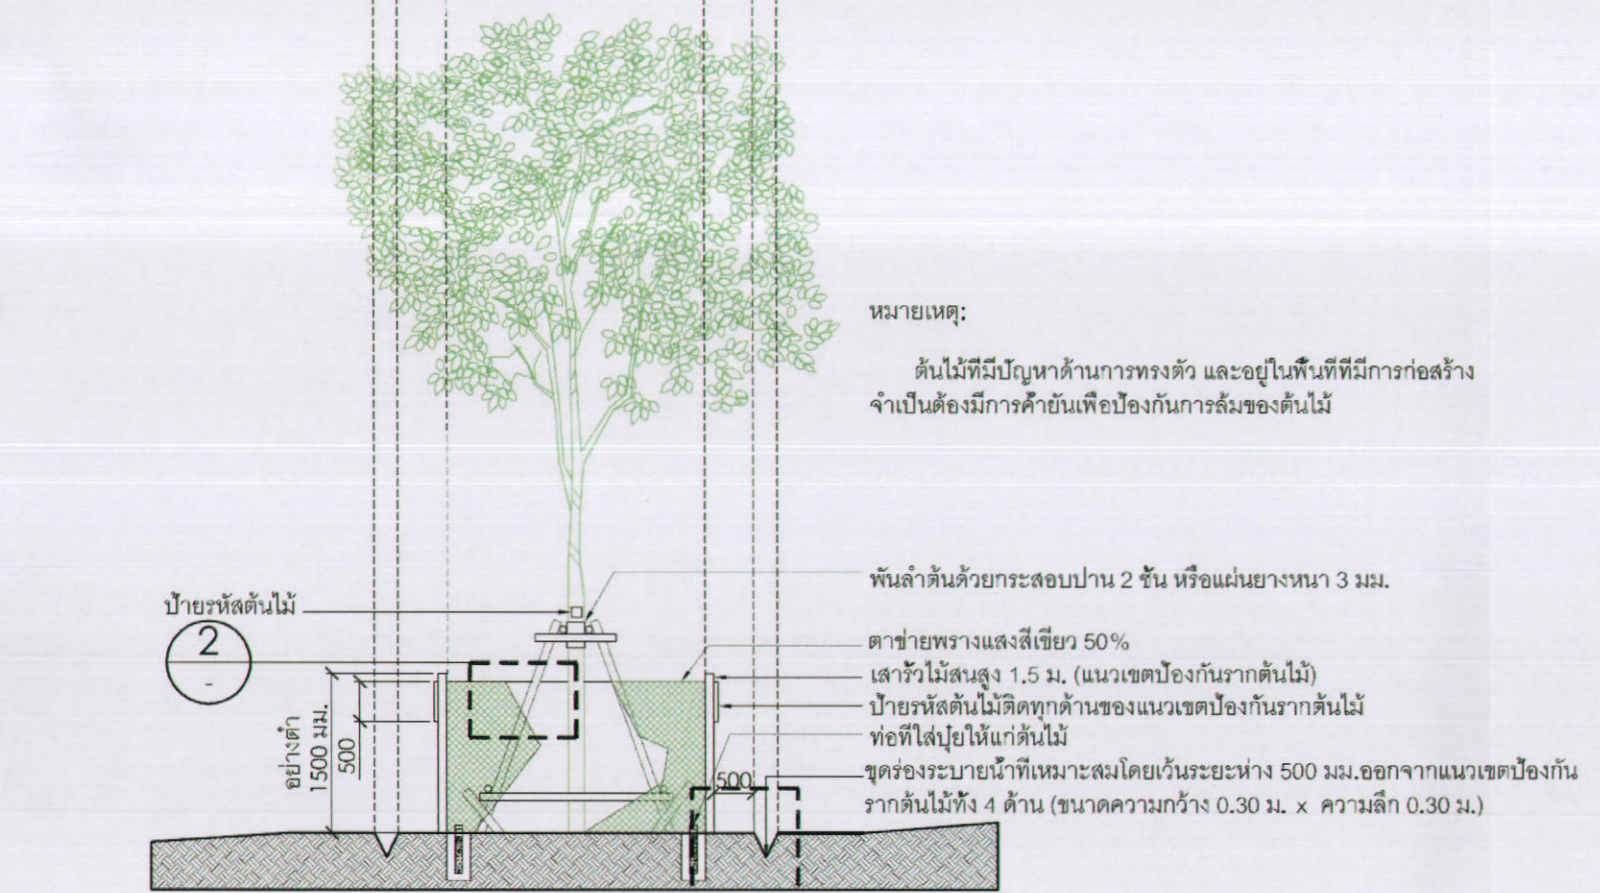 หมายเหตุ:
ต้นไม้ที่มีปัญหาด้านการทรงตัว และอยู่ในพื้นที่ที่มีการก่อสร้าง
จำเป็นต้องมีการค้ำยันเพื่อป้องกันการล้มของต้นไม้
พันลำต้นด้วยกระสอบปาน 2 ชั้น หรือแผ่นยางหนา 3 มม.
ป้ายรหัสต้นไม้
2
-
ตาข่ายพรางแสงสีเขียว 50%
เสารั้วไม้สนสูง 1.5 ม. (แนวเขตป้องกันรากต้นไม้)
ป้ายรหัสต้นไม้ติดทุกด้านของแนวเขตป้องกันรากต้นไม้
ท่อที่ใส่ปุ๋ยให้แก่ต้นไม้
อย่างต่ำ
1500 มม.
500
500
ขุดร่องระบายน้ำที่เหมาะสมโดยเว้นระยะห่าง 500 มม.ออกจากแนวเขตป้องกัน
รากต้นไม้ทั้ง 4 ด้าน (ขนาดความกว้าง 0.30 ม. x ความลึก 0.30 ม.)